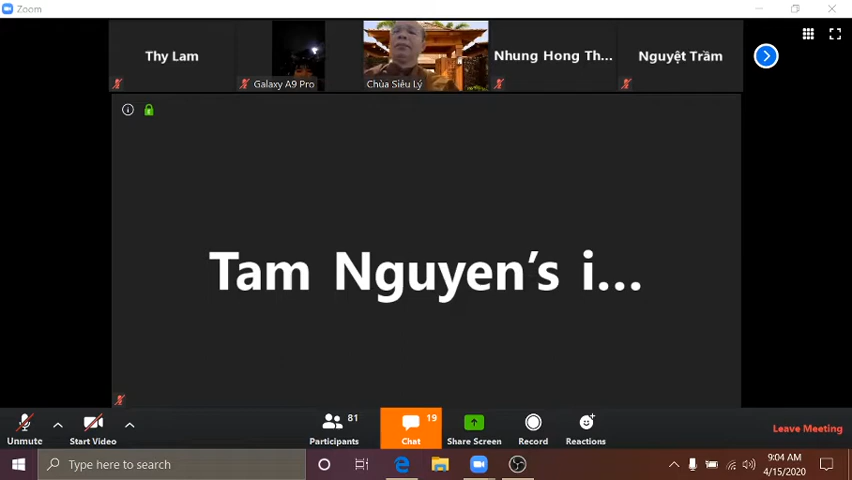 Zoom
Thy Lam
Galaxy A9 Pro
Chùa Siêu Lý
Nhung Hong Th...
Nguyệt Trầm
Tam Nguyen’s i...
Unmute
Start Video
Participants
81
Chat
19
Share Screen
Record
Reactions
Leave Meeting
Type here to search
9:04 AM
4/15/2020